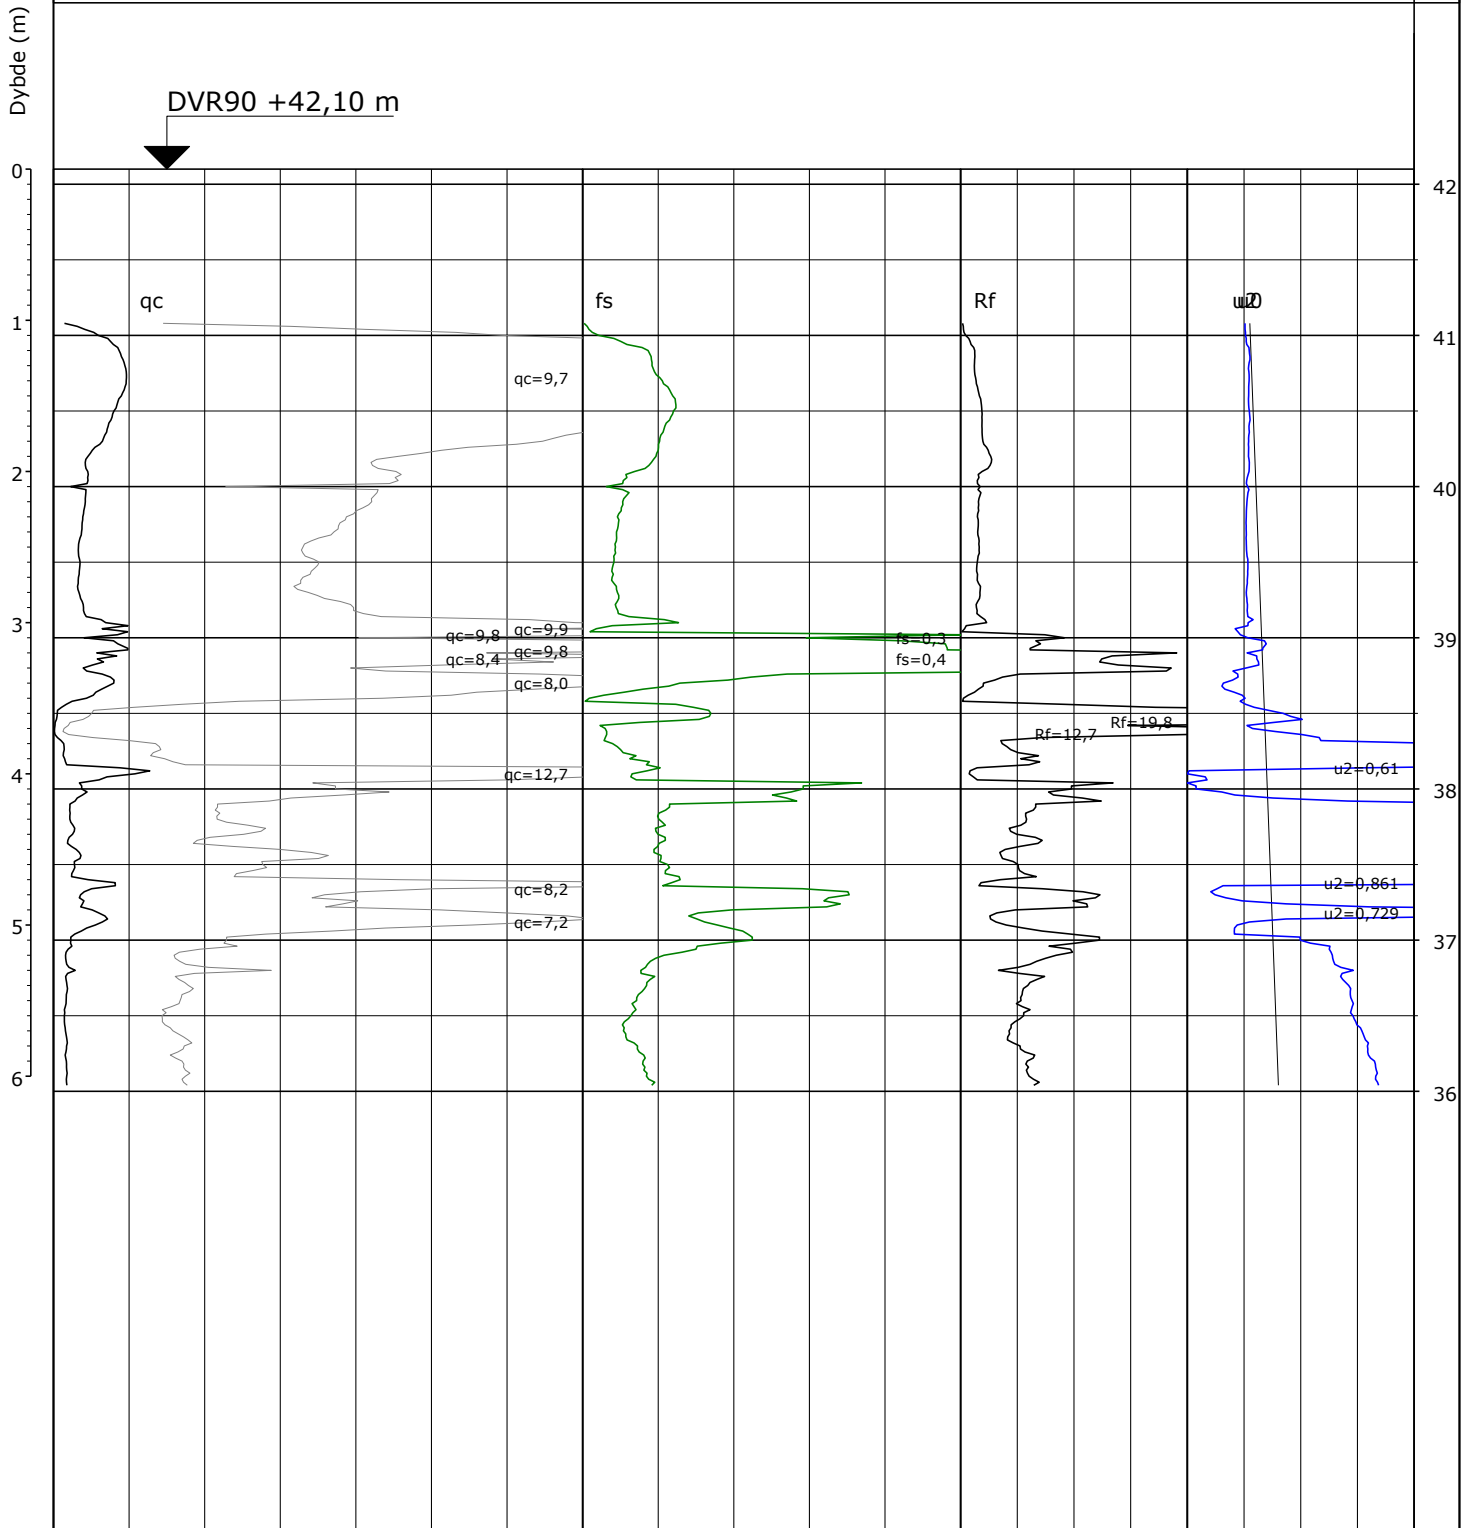 Dybde (m)
DVR90 +42,10 m
0
42
qc
fs
Rf
u2
u0
1
41
qc=9,7
2
40
3
qc=9,9
qc=9,8
fs=0,3
39
qc=9,8
qc=8,4
fs=0,4
qc=8,0
Rf=19,8
Rf=12,7
4
qc=12,7
u2=0,61
38
qc=8,2
u2=0,861
5
qc=7,2
u2=0,729
37
6
36